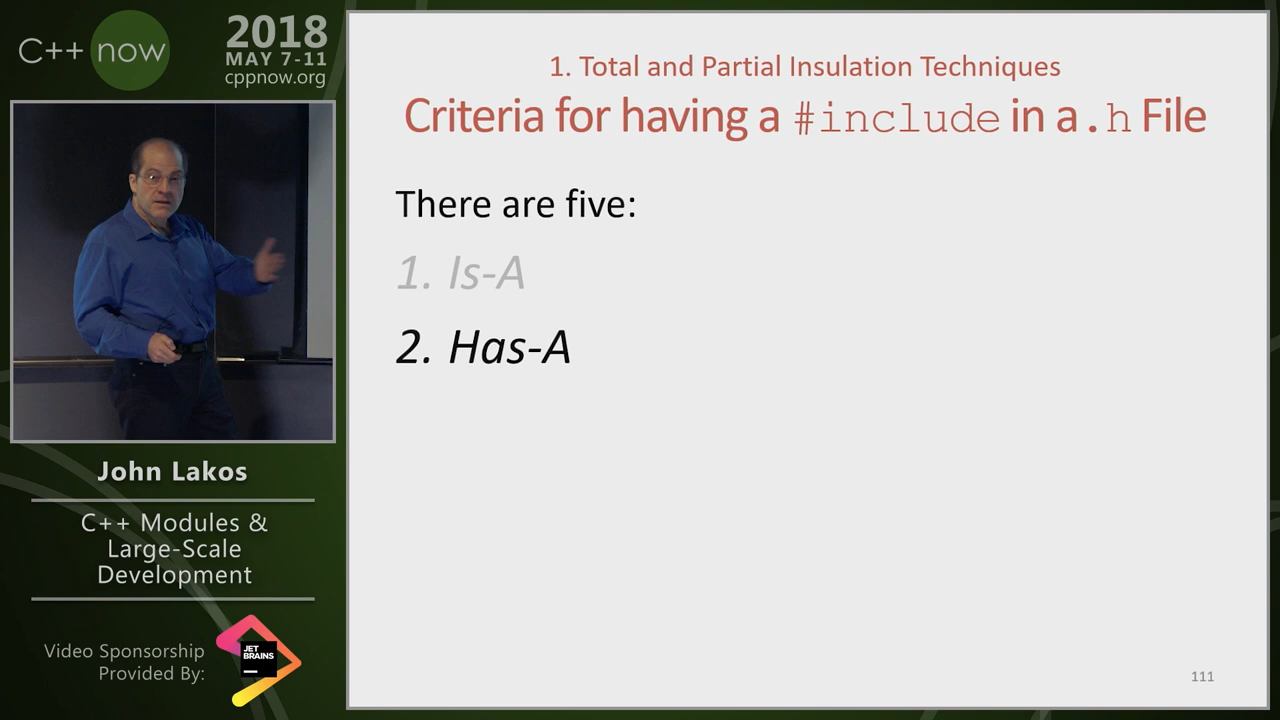 C++ now
2018
MAY 7-11
cppnow.org
1. Total and Partial Insulation Techniques
Criteria for having a #include in a .h File
There are five:
1. Is-A
2. Has-A
John Lakos
C++ Modules &
Large-Scale
Development
Video Sponsorship
Provided By:
JET
BRAINS
111